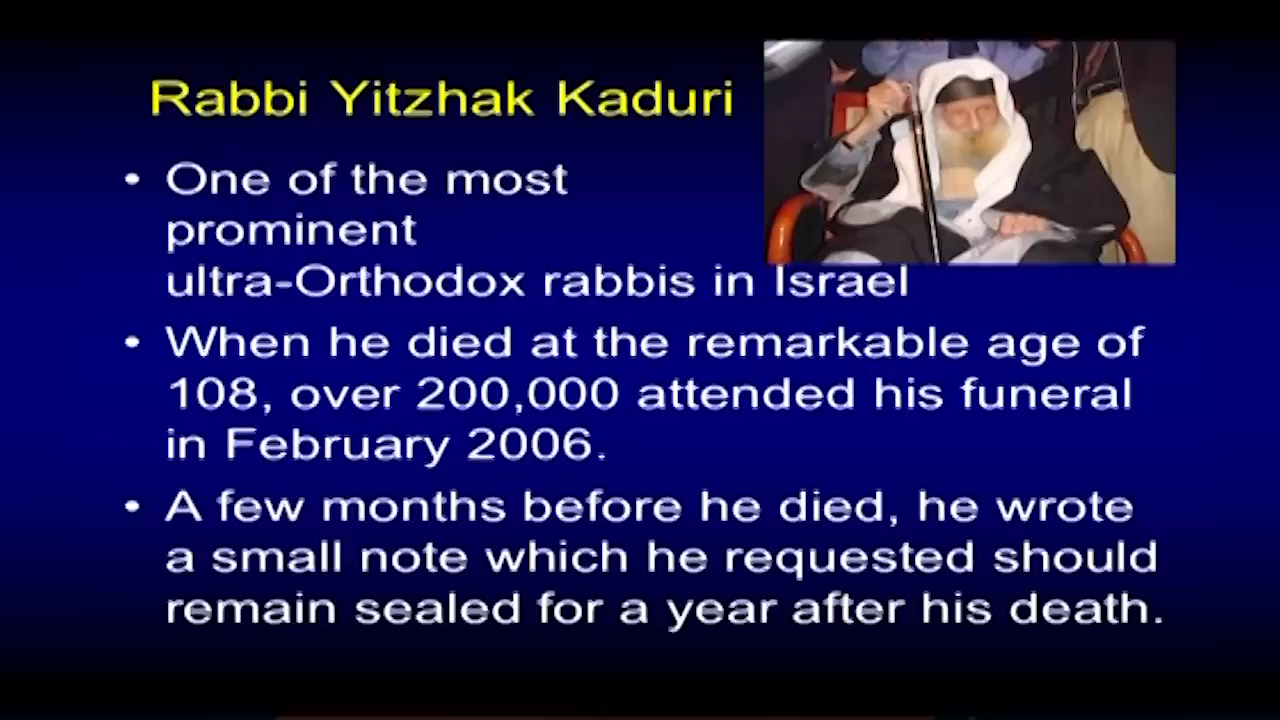 Rabbi Yitzhak Kaduri
• One of the most
prominent
ultra-Orthodox rabbis in Israel
• When he died at the remarkable age of
108, over 200,000 attended his funeral
in February 2006.
• A few months before he died, he wrote
a small note which he requested should
remain sealed for a year after his death.